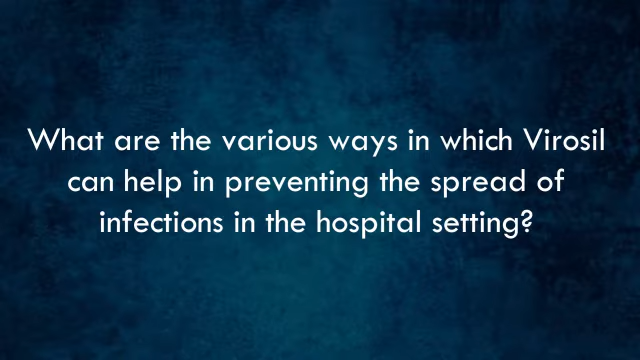 What are the various ways in which Virosil
can help in preventing the spread of
infections in the hospital setting?